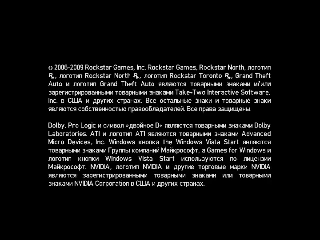 © 2006-2009 Rockstar Games, Inc. Rockstar Games, Rockstar North, логотип
R★, логотип Rockstar North R★, логотип Rockstar Toronto R★, Grand Theft
Auto и логотип Grand Theft Auto являются товарными знаками и/или
зарегистрированными товарными знаками Take-Two Interactive Software,
Inc. в США и других странах. Все остальные знаки и товарные знаки
являются собственностью правообладателей. Все права защищены.
Dolby, Pro Logic и символ «двойное D» являются товарными знаками Dolby
Laboratories. ATI и логотип ATI являются товарными знаками Advanced
Micro Devices, Inc. Windows, кнопка the Windows Vista Start являются
товарными знаками Группы компаний Майкрософт, а Games for Windows и
логотип кнопки Windows Vista Start используются по лицензии
Майкрософт. NVIDIA, логотип NVIDIA и другие торговые марки NVIDIA
являются зарегистрированными товарными знаками или товарными
знаками NVIDIA Corporation в США и других странах.